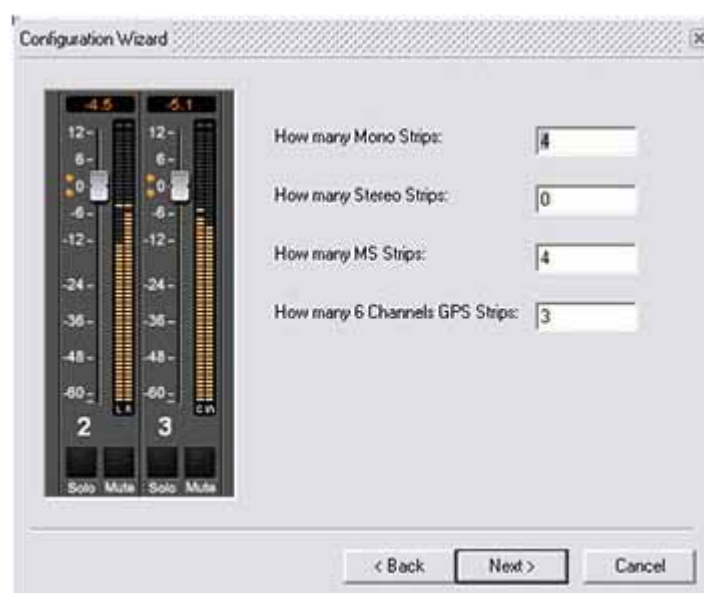 Configuration Wizard
-4.5 -5.1
12- 12-
6- 6-
0 0
-6- -6-
-12- -12-
-24- -24-
-36- -36-
-48- -48-
-60- -60-
L R
2 3
Solo Mute Solo Mute
How many Mono Strips: 4
How many Stereo Strips: 0
How many MS Strips: 4
How many 6 Channels GPS Strips: 3
< Back Next > Cancel